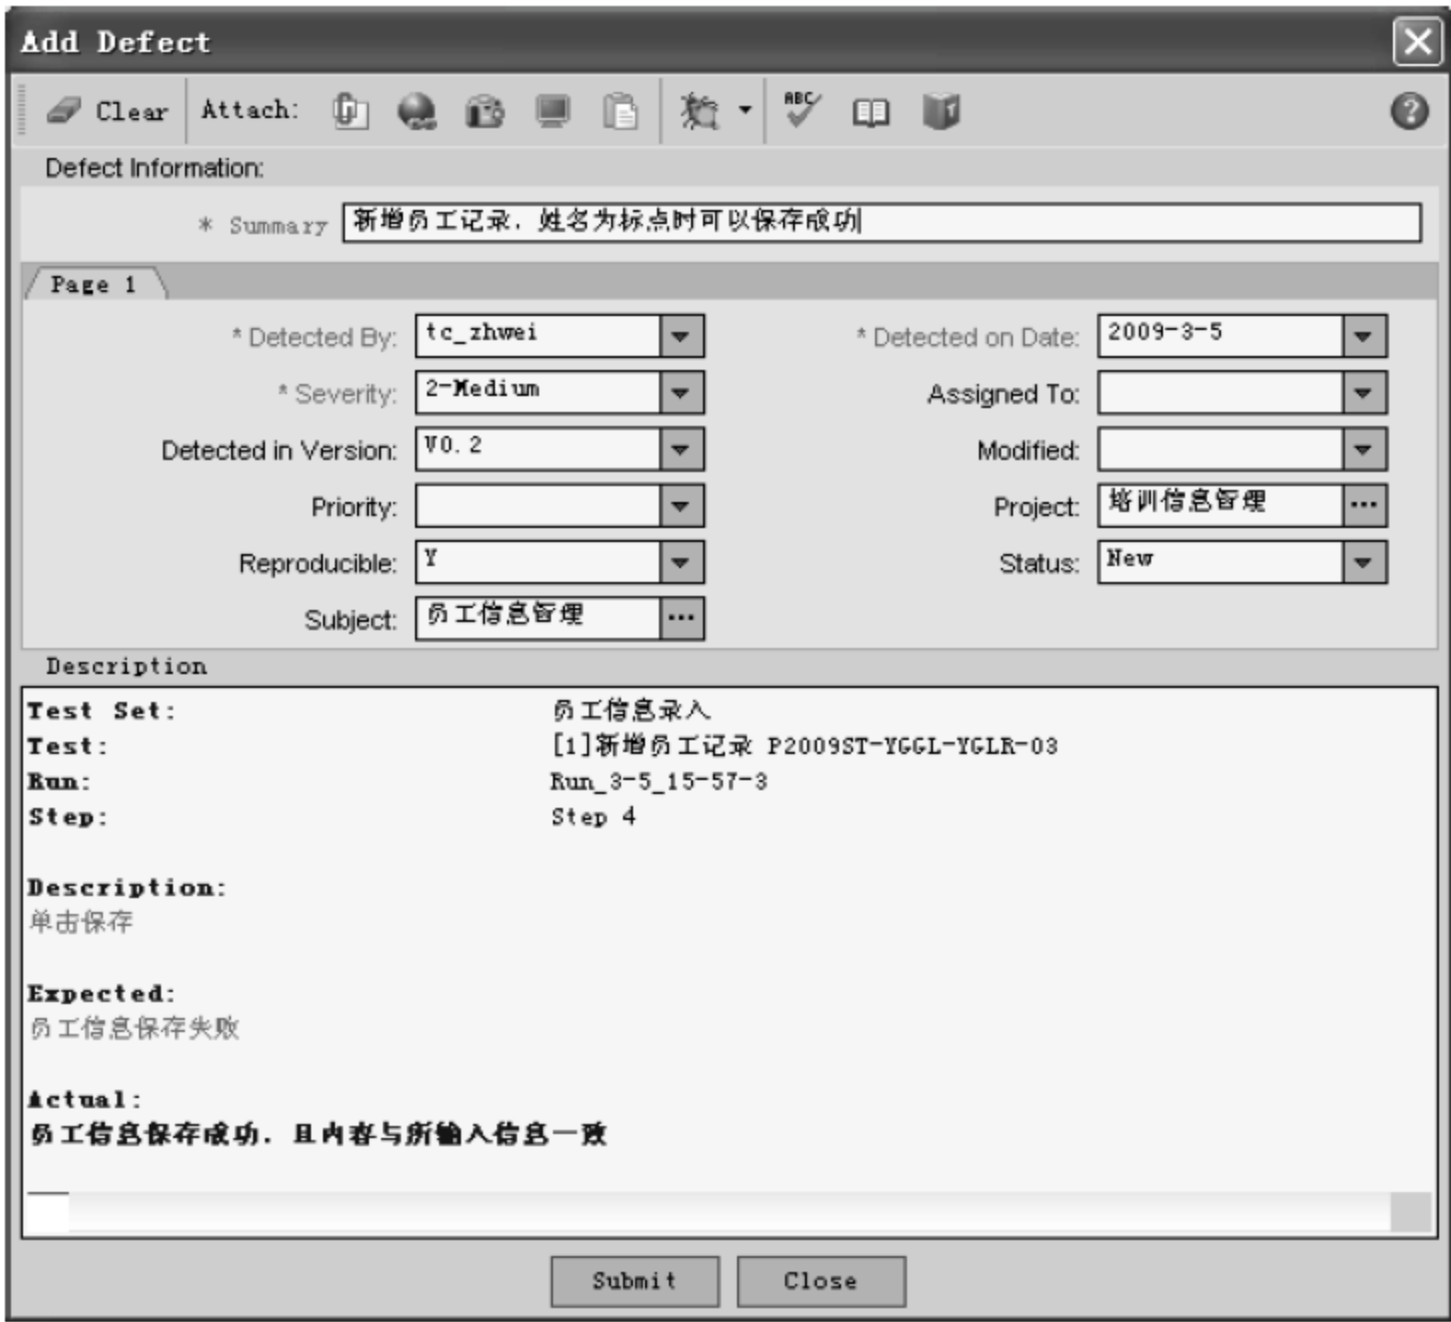 Add Defect
Clear Attach: ABC
Defect Information:
* Summary 新增员工记录，姓名为标点时可以保存成功
Page 1
* Detected By: tc_zhwei * Detected on Date: 2009-3-5
* Severity: 2-Medium Assigned To:
Detected in Version: V0.2 Modified:
Priority: Project: 培训信息管理 ...
Reproducible: Y Status: New
Subject: 员工信息管理 ...
Description
Test Set: 员工信息录入
Test: [1]新增员工记录 P2009ST-YGGL-YGLR-03
Run: Run_3-5_15-57-3
Step: Step 4
Description:
单击保存
Expected:
员工信息保存失败
Actual:
员工信息保存成功，且内容与所输入信息一致
Submit Close